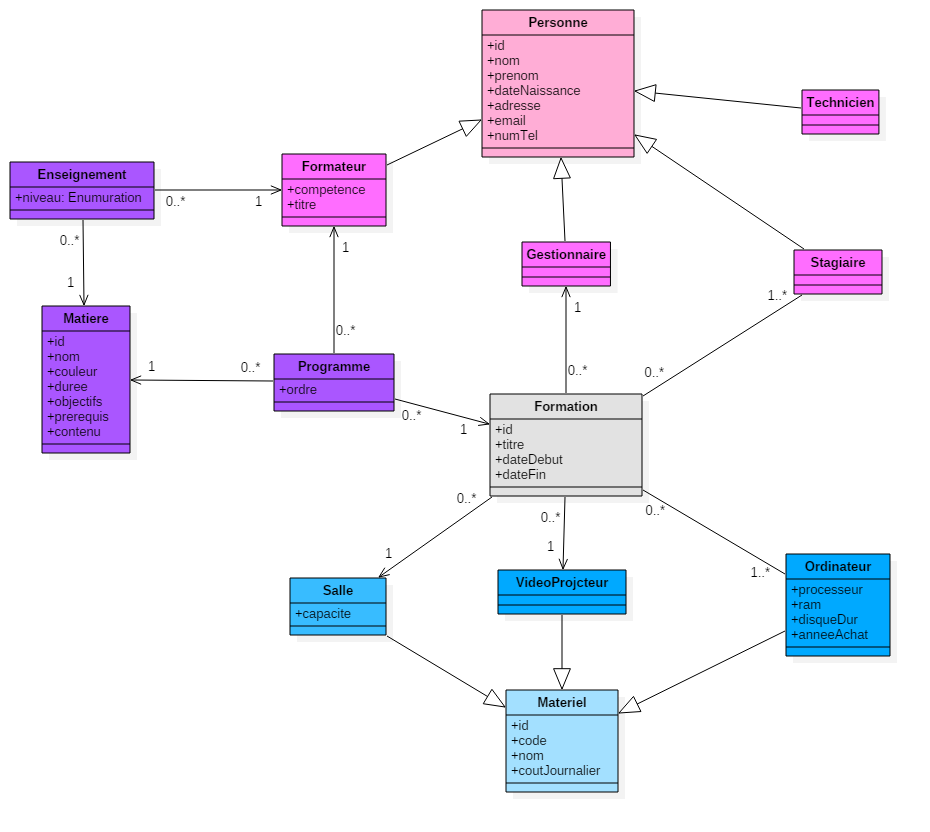 Personne
+id
+nom
+prenom
+dateNaissance
+adresse
+email
+numTel
Technicien
Enseignement
+niveau: Enumuration
Formateur
+competence
+titre
0..*
1
Gestionnaire
Stagiaire
0..*
1
1
1..*
1
0..*
Matiere
+id
+nom
+couleur
+duree
+objectifs
+prerequis
+contenu
1
0..*
Programme
+ordre
0..*
0..*
0..*
1
Formation
+id
+titre
+dateDebut
+dateFin
0..*
0..*
0..*
1
1
1..*
Salle
+capacite
VideoProjcteur
Ordinateur
+processeur
+ram
+disqueDur
+anneeAchat
Materiel
+id
+code
+nom
+coutJournalier